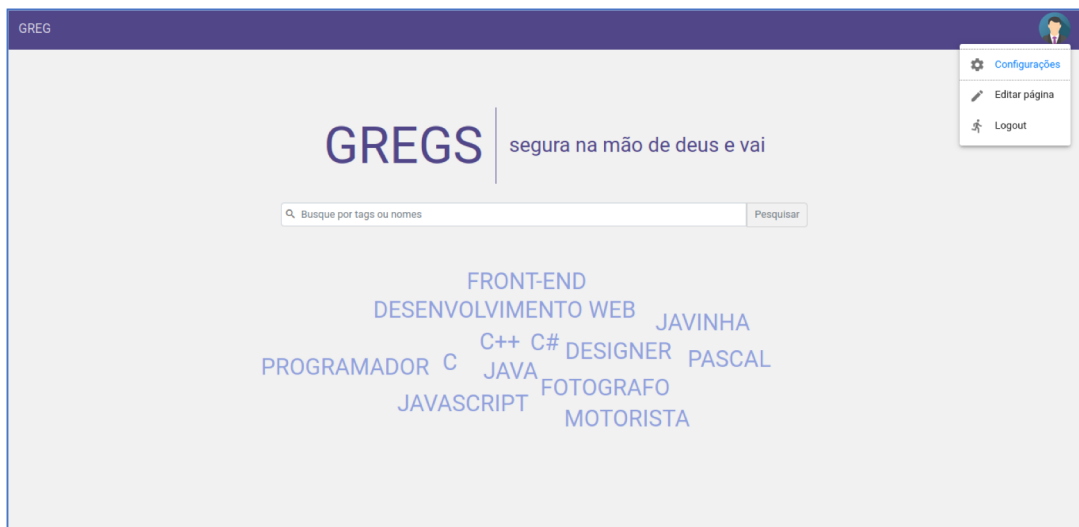 GREG
Configurações
Editar página
Logout
GREGS
segura na mão de deus e vai
Busque por tags ou nomes
Pesquisar
FRONT-END
DESENVOLVIMENTO WEB
JAVINHA
C++
C#
DESIGNER
PASCAL
PROGRAMADOR
C
JAVA
FOTOGRAFO
JAVASCRIPT
MOTORISTA